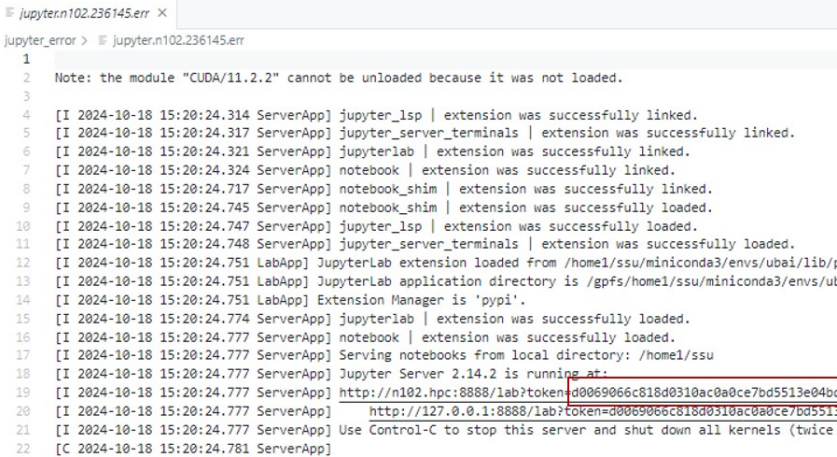 jupyter.n102.236145.err ×
jupyter_error > jupyter.n102.236145.err
1
2 Note: the module "CUDA/11.2.2" cannot be unloaded because it was not loaded.
3
4 [I 2024-10-18 15:20:24.314 ServerApp] jupyter_lsp | extension was successfully linked.
5 [I 2024-10-18 15:20:24.317 ServerApp] jupyter_server_terminals | extension was successfully linked.
6 [I 2024-10-18 15:20:24.321 ServerApp] jupyterlab | extension was successfully linked.
7 [I 2024-10-18 15:20:24.324 ServerApp] notebook | extension was successfully linked.
8 [I 2024-10-18 15:20:24.717 ServerApp] notebook_shim | extension was successfully linked.
9 [I 2024-10-18 15:20:24.745 ServerApp] notebook_shim | extension was successfully loaded.
10 [I 2024-10-18 15:20:24.747 ServerApp] jupyter_lsp | extension was successfully loaded.
11 [I 2024-10-18 15:20:24.748 ServerApp] jupyter_server_terminals | extension was successfully loaded.
12 [I 2024-10-18 15:20:24.751 LabApp] JupyterLab extension loaded from /home1/ssu/miniconda3/envs/ubai/lib/
13 [I 2024-10-18 15:20:24.751 LabApp] JupyterLab application directory is /gpfs/home1/ssu/miniconda3/envs/
14 [I 2024-10-18 15:20:24.751 LabApp] Extension Manager is 'pypi'.
15 [I 2024-10-18 15:20:24.774 ServerApp] jupyterlab | extension was successfully loaded.
16 [I 2024-10-18 15:20:24.777 ServerApp] notebook | extension was successfully loaded.
17 [I 2024-10-18 15:20:24.777 ServerApp] Serving notebooks from local directory: /home1/ssu
18 [I 2024-10-18 15:20:24.777 ServerApp] Jupyter Server 2.14.2 is running at:
19 [I 2024-10-18 15:20:24.777 ServerApp] http://n102.hpc:8888/lab?token=d0069066c818d0310ac0a0ce7bd5513e04b
20 [I 2024-10-18 15:20:24.777 ServerApp]     http://127.0.0.1:8888/lab?token=d0069066c818d0310ac0a0ce7bd551
21 [I 2024-10-18 15:20:24.777 ServerApp] Use Control-C to stop this server and shut down all kernels (twice
22 [C 2024-10-18 15:20:24.781 ServerApp]